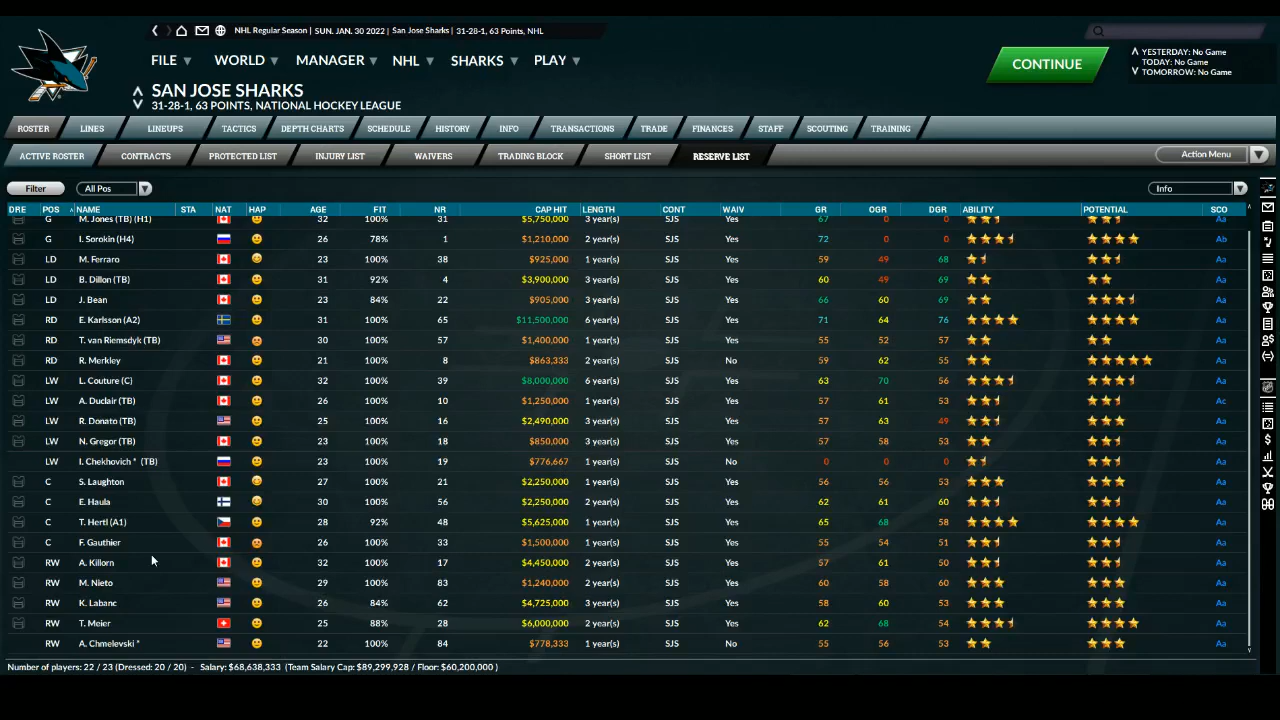 NHL Regular Season | SUN. JAN. 30 2022 | San Jose Sharks | 31-28-1, 63 Points, NHL
FILE WORLD MANAGER NHL SHARKS PLAY
CONTINUE
YESTERDAY: No Game
TODAY: No Game
TOMORROW: No Game
SAN JOSE SHARKS
31-28-1, 63 POINTS, NATIONAL HOCKEY LEAGUE
ROSTER LINES LINEUPS TACTICS DEPTH CHARTS SCHEDULE HISTORY INFO TRANSACTIONS TRADE FINANCES STAFF SCOUTING TRAINING
ACTIVE ROSTER CONTRACTS PROTECTED LIST INJURY LIST WAIVERS TRADING BLOCK SHORT LIST RESERVE LIST Action Menu
Filter All Pos Info
DRE POS NAME STA NAT HAP AGE FIT NR CAP HIT LENGTH CONT WAIV GR OGR DGR ABILITY POTENTIAL SCO
G M. Jones (TB) (H1) 32 100% 31 $5,750,000 3 year(s) SJS Yes 67 0 0 Aa
G I. Sorokin (H4) 26 78% 1 $1,210,000 2 year(s) SJS Yes 72 0 0 Ab
LD M. Ferraro 23 100% 38 $925,000 1 year(s) SJS Yes 59 49 68 Aa
LD B. Dillon (TB) 31 92% 4 $3,900,000 3 year(s) SJS Yes 60 49 69 Aa
LD J. Bean 23 84% 22 $905,000 3 year(s) SJS Yes 66 60 69 Aa
RD E. Karlsson (A2) 31 100% 65 $11,500,000 6 year(s) SJS Yes 71 64 76 Aa
RD T. van Riemsdyk (TB) 30 100% 57 $1,400,000 1 year(s) SJS Yes 55 52 57 Aa
RD R. Merkley 21 100% 8 $863,333 2 year(s) SJS No 59 62 55 Aa
LW L. Couture (C) 32 100% 39 $8,000,000 6 year(s) SJS Yes 63 70 56 Aa
LW A. Duclair (TB) 26 100% 10 $1,250,000 1 year(s) SJS Yes 57 61 53 Ac
LW R. Donato (TB) 25 100% 16 $2,490,000 3 year(s) SJS Yes 57 63 49 Aa
LW N. Gregor (TB) 23 100% 18 $850,000 3 year(s) SJS Yes 57 58 53 Aa
LW I. Chekhovich * (TB) 23 100% 19 $776,667 1 year(s) SJS No 0 0 0 Aa
C S. Laughton 27 100% 21 $2,250,000 1 year(s) SJS Yes 56 56 53 Aa
C E. Haula 30 100% 56 $2,250,000 2 year(s) SJS Yes 62 61 60 Aa
C T. Hertl (A1) 28 92% 48 $5,625,000 1 year(s) SJS Yes 65 68 58 Aa
C F. Gauthier 26 100% 33 $1,500,000 1 year(s) SJS Yes 55 54 51 Aa
RW A. Killorn 32 100% 17 $4,450,000 2 year(s) SJS Yes 57 61 50 Aa
RW M. Nieto 29 100% 83 $1,240,000 2 year(s) SJS Yes 60 58 60 Aa
RW K. Labanc 26 84% 62 $4,725,000 3 year(s) SJS Yes 58 60 53 Aa
RW T. Meier 25 88% 28 $6,000,000 2 year(s) SJS Yes 62 68 54 Aa
RW A. Chmelevski * 22 100% 84 $778,333 1 year(s) SJS No 55 56 53 Aa
Number of players: 22 / 23 (Dressed: 20 / 20) - Salary: $68,638,333 (Team Salary Cap: $89,299,928 / Floor: $60,200,000 )